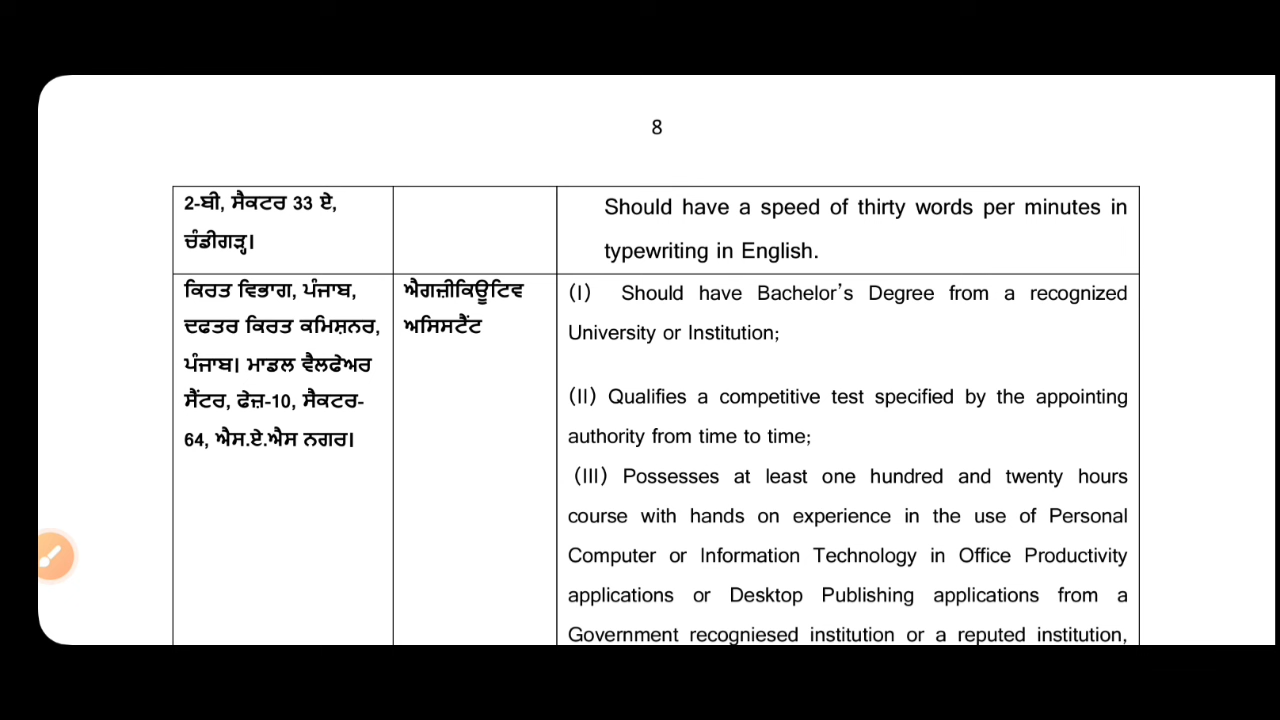 8
2-ਬੀ, ਸੈਕਟਰ 33 ਏ,
ਚੰਡੀਗੜ੍ਹ।
Should have a speed of thirty words per minutes in
typewriting in English.
ਕਿਰਤ ਵਿਭਾਗ, ਪੰਜਾਬ,
ਦਫਤਰ ਕਿਰਤ ਕਮਿਸ਼ਨਰ,
ਪੰਜਾਬ। ਮਾਡਲ ਵੈਲਫੇਅਰ
ਸੈਂਟਰ, ਫੇਜ਼-10, ਸੈਕਟਰ-
64, ਐਸ.ਏ.ਐਸ ਨਗਰ।
ਐਗਜ਼ੀਕਿਊਟਿਵ
ਅਸਿਸਟੈਂਟ
(I) Should have Bachelor's Degree from a recognized
University or Institution;
(II) Qualifies a competitive test specified by the appointing
authority from time to time;
(III) Possesses at least one hundred and twenty hours
course with hands on experience in the use of Personal
Computer or Information Technology in Office Productivity
applications or Desktop Publishing applications from a
Government recogniesed institution or a reputed institution,